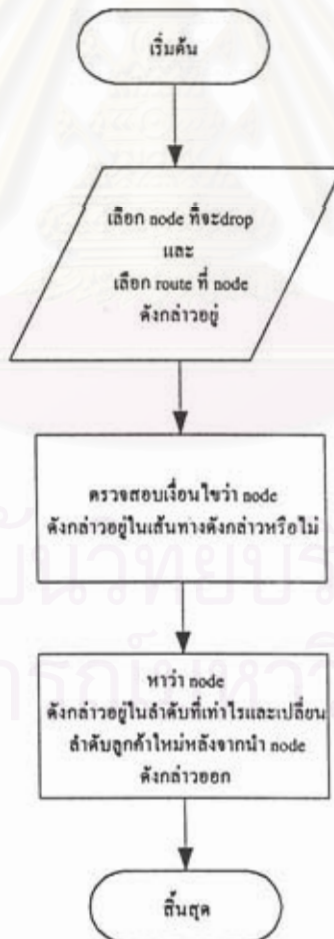 เริ่มต้น
เลือก node ที่จะdrop
และ
เลือก route ที่ node
ดังกล่าวอยู่
ตรวจสอบเงื่อนไขว่า node
ดังกล่าวอยู่ในเส้นทางดังกล่าวหรือไม่
หาว่า node
ดังกล่าวอยู่ในลำดับที่เท่าไรและเปลี่ยน
ลำดับลูกค้าใหม่หลังจากนำ node
ดังกล่าวออก
สิ้นสุด